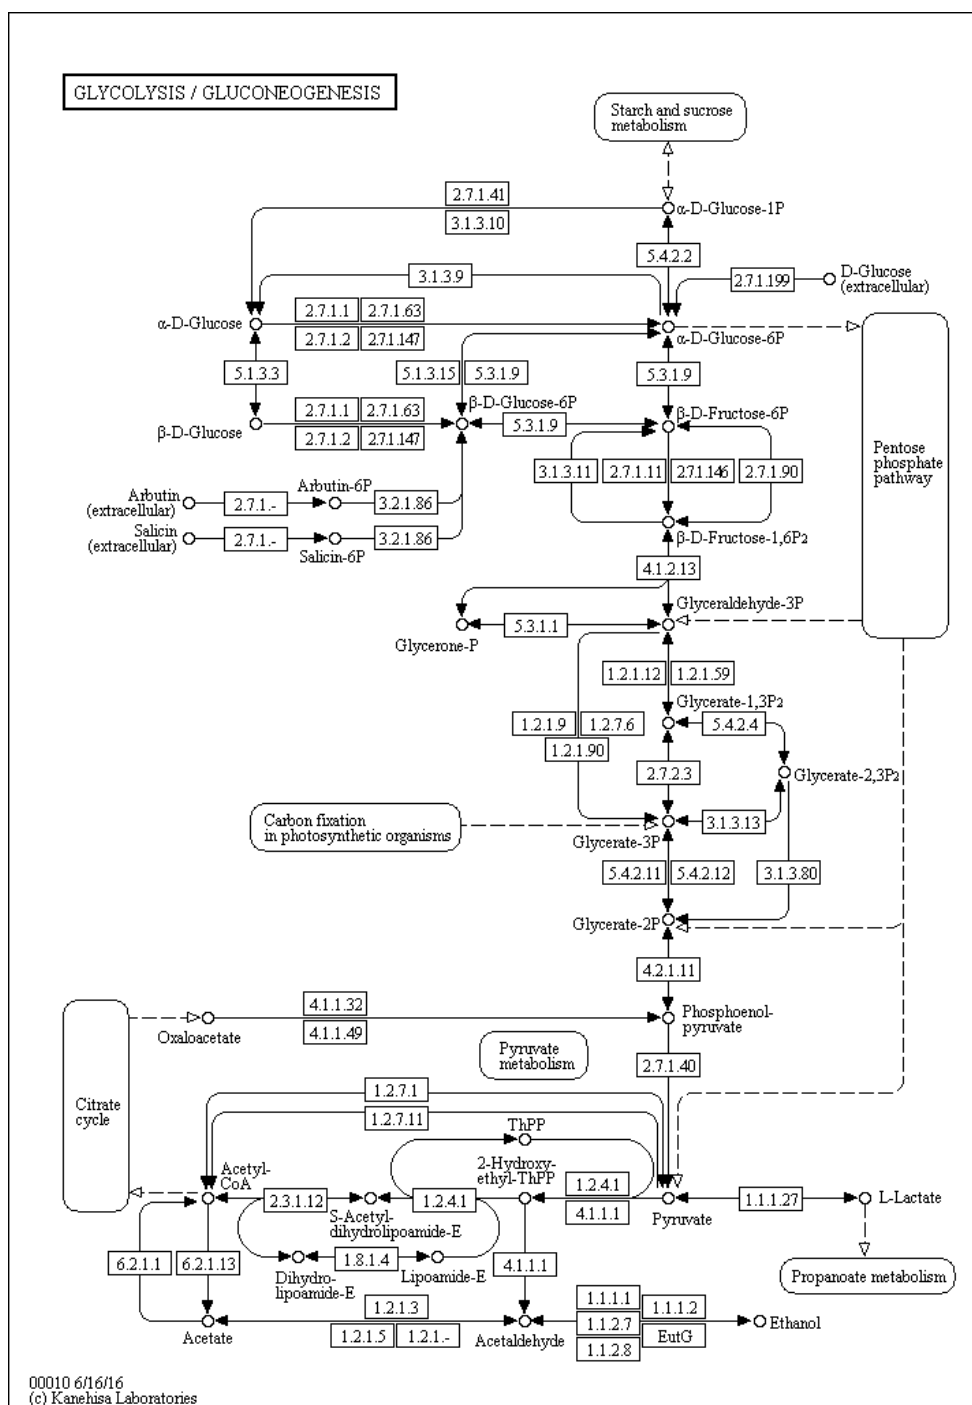 GLYCOLYSIS / GLUCONEOGENESIS
Starch and sucrose
metabolism
2.7.1.41
3.1.3.10
α-D-Glucose-1P
5.4.2.2
3.1.3.9
2.7.1.199
D-Glucose
(extracellular)
α-D-Glucose
2.7.1.1
2.7.1.63
2.7.1.2
2.7.1.147
α-D-Glucose-6P
5.1.3.3
5.1.3.15
5.3.1.9
5.3.1.9
β-D-Glucose-6P
β-D-Fructose-6P
β-D-Glucose
2.7.1.1
2.7.1.63
2.7.1.2
2.7.1.147
5.3.1.9
Pentose
phosphate
pathway
3.1.3.11
2.7.1.11
2.7.1.146
2.7.1.90
Arbutin
(extracellular)
2.7.1.-
Arbutin-6P
3.2.1.86
Salicin
(extracellular)
2.7.1.-
Salicin-6P
3.2.1.86
β-D-Fructose-1,6P2
4.1.2.13
Glyceraldehyde-3P
Glycerone-P
5.3.1.1
1.2.1.12
1.2.1.59
Glycerate-1,3P2
1.2.1.9
1.2.7.6
1.2.1.90
5.4.2.4
2.7.2.3
Glycerate-2,3P2
Carbon fixation
in photosynthetic organisms
3.1.3.13
Glycerate-3P
5.4.2.11
5.4.2.12
3.1.3.80
Glycerate-2P
4.2.1.11
4.1.1.32
4.1.1.49
Oxaloacetate
Phosphoenol-
pyruvate
Pyruvate
metabolism
2.7.1.40
Citrate
cycle
1.2.7.1
1.2.7.11
ThPP
Acetyl-
CoA
2-Hydroxy-
ethyl-ThPP
2.3.1.12
S-Acetyl-
dihydrolipoamide-E
1.2.4.1
1.2.4.1
4.1.1.1
Pyruvate
1.1.1.27
L-Lactate
6.2.1.1
6.2.1.13
Dihydro-
lipoamide-E
1.8.1.4
Lipoamide-E
4.1.1.1
Propanoate metabolism
Acetate
1.2.1.3
1.2.1.5
1.2.1.-
Acetaldehyde
1.1.1.1
1.1.1.2
1.1.2.7
EutG
1.1.2.8
Ethanol
00010 6/16/16
(c) Kanehisa Laboratories